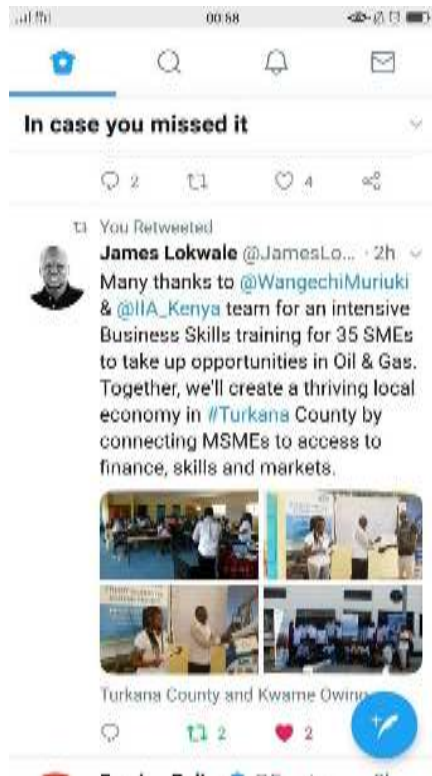 00:58
In case you missed it
2
4
You Retweeted
James Lokwale @JamesLo... · 2h
Many thanks to @WangechiMuriuki
& @IIA_Kenya team for an intensive
Business Skills training for 35 SMEs
to take up opportunities in Oil & Gas.
Together, we'll create a thriving local
economy in #Turkana County by
connecting MSMEs to access to
finance, skills and markets.
Turkana County and Kwame Owino
2
2